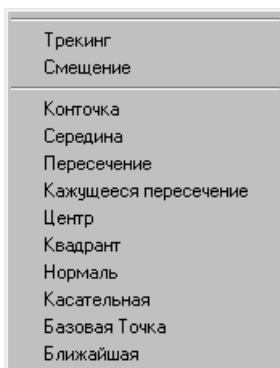 Трекинг
Смещение
Конточка
Середина
Пересечение
Кажущееся пересечение
Центр
Квадрант
Нормаль
Касательная
Базовая Точка
Ближайшая